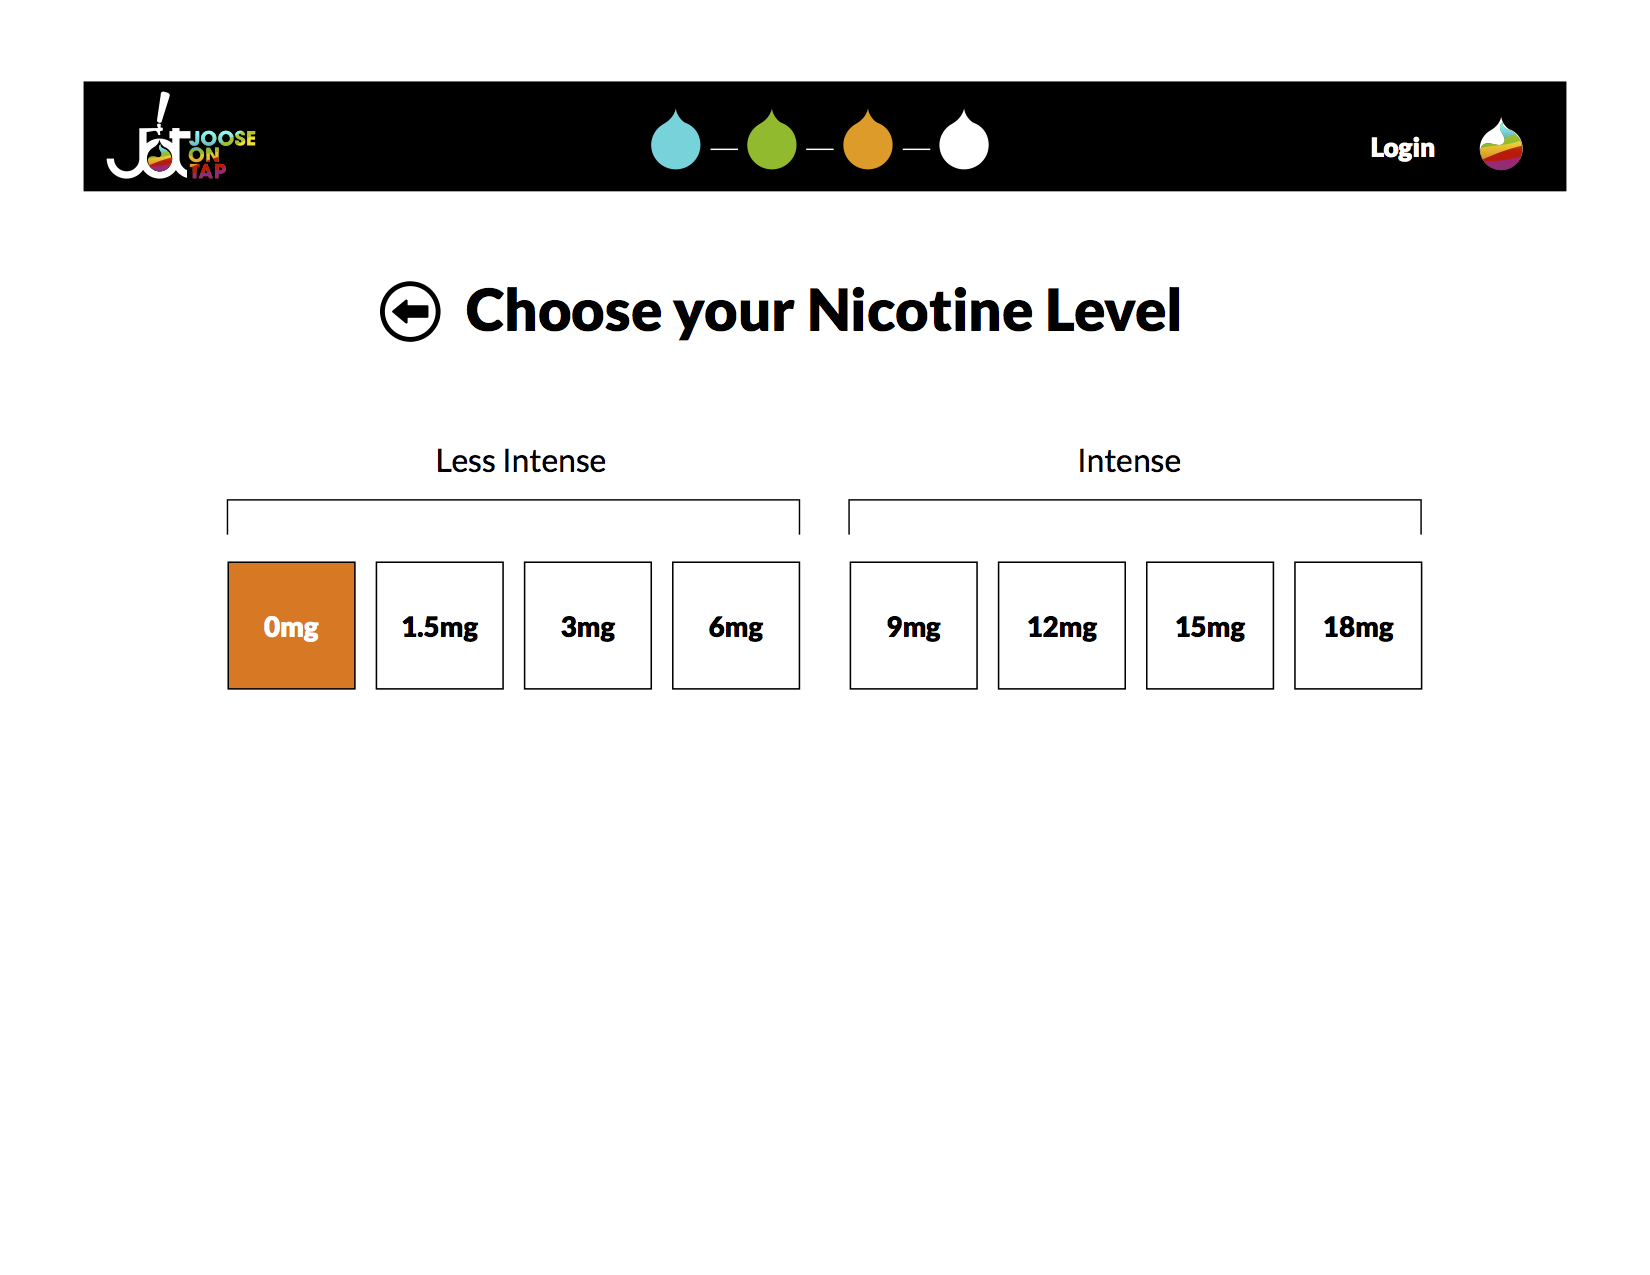 jot JOOSE
ON
TAP
Login
Choose your Nicotine Level
Less Intense
Intense
0mg 1.5mg 3mg 6mg 9mg 12mg 15mg 18mg